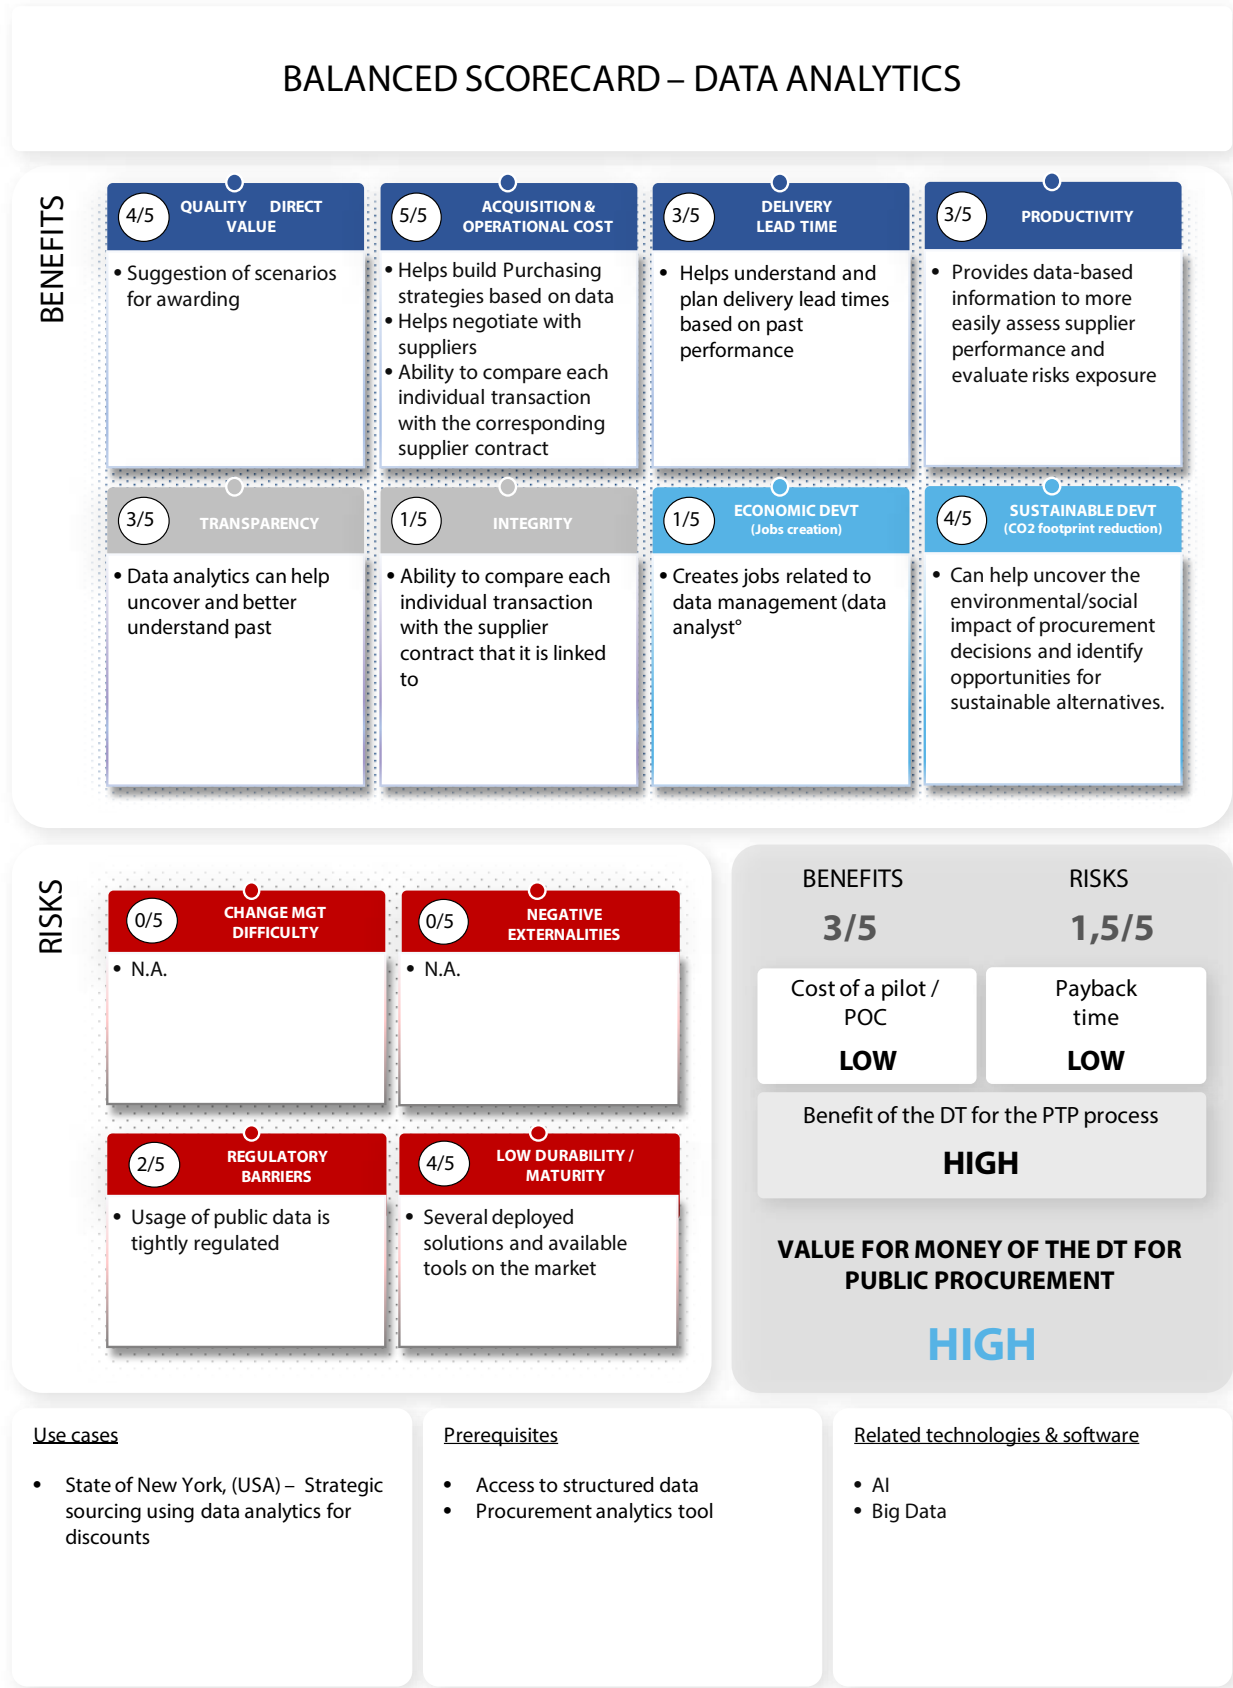 BALANCED SCORECARD – DATA ANALYTICS
BENEFITS
4/5
QUALITY DIRECT
VALUE
• Suggestion of scenarios
for awarding
5/5
ACQUISITION &
OPERATIONAL COST
• Helps build Purchasing
strategies based on data
• Helps negotiate with
suppliers
• Ability to compare each
individual transaction
with the corresponding
supplier contract
3/5
DELIVERY
LEAD TIME
• Helps understand and
plan delivery lead times
based on past
performance
3/5
PRODUCTIVITY
• Provides data-based
information to more
easily assess supplier
performance and
evaluate risks exposure
3/5
TRANSPARENCY
• Data analytics can help
uncover and better
understand past
1/5
INTEGRITY
• Ability to compare each
individual transaction
with the supplier
contract that it is linked
to
1/5
ECONOMIC DEVT
(Jobs creation)
• Creates jobs related to
data management (data
analyst°
4/5
SUSTAINABLE DEVT
(CO2 footprint reduction)
• Can help uncover the
environmental/social
impact of procurement
decisions and identify
opportunities for
sustainable alternatives.
RISKS
0/5
CHANGE MGT
DIFFICULTY
• N.A.
0/5
NEGATIVE
EXTERNALITIES
• N.A.
2/5
REGULATORY
BARRIERS
• Usage of public data is
tightly regulated
4/5
LOW DURABILITY /
MATURITY
• Several deployed
solutions and available
tools on the market
BENEFITS
3/5
RISKS
1,5/5
Cost of a pilot /
POC
LOW
Payback
time
LOW
Benefit of the DT for the PTP process
HIGH
VALUE FOR MONEY OF THE DT FOR
PUBLIC PROCUREMENT
HIGH
Use cases
• State of New York, (USA) – Strategic
sourcing using data analytics for
discounts
Prerequisites
• Access to structured data
• Procurement analytics tool
Related technologies & software
• AI
• Big Data